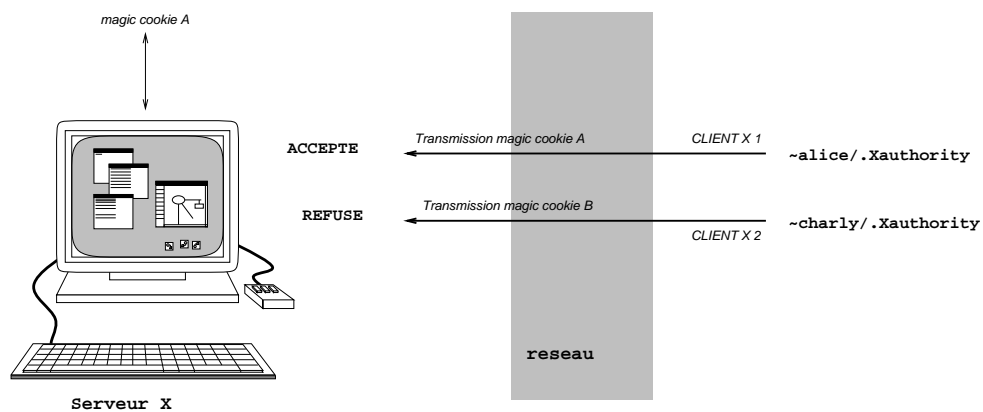 magic cookie A
ACCEPTE
Transmission magic cookie A
CLIENT X 1
~alice/.Xauthority
REFUSE
Transmission magic cookie B
CLIENT X 2
~charly/.Xauthority
reseau
Serveur X